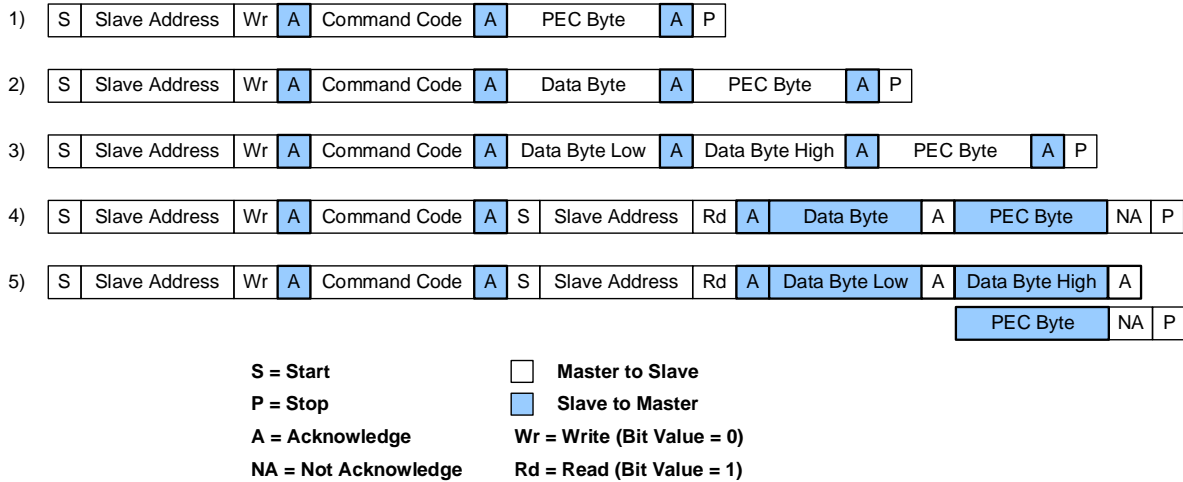 1) S Slave Address Wr A Command Code A PEC Byte A P
2) S Slave Address Wr A Command Code A Data Byte A PEC Byte A P
3) S Slave Address Wr A Command Code A Data Byte Low A Data Byte High A PEC Byte A P
4) S Slave Address Wr A Command Code A S Slave Address Rd A Data Byte A PEC Byte NA P
5) S Slave Address Wr A Command Code A S Slave Address Rd A Data Byte Low A Data Byte High A
PEC Byte NA P
S = Start Master to Slave
P = Stop Slave to Master
A = Acknowledge Wr = Write (Bit Value = 0)
NA = Not Acknowledge Rd = Read (Bit Value = 1)